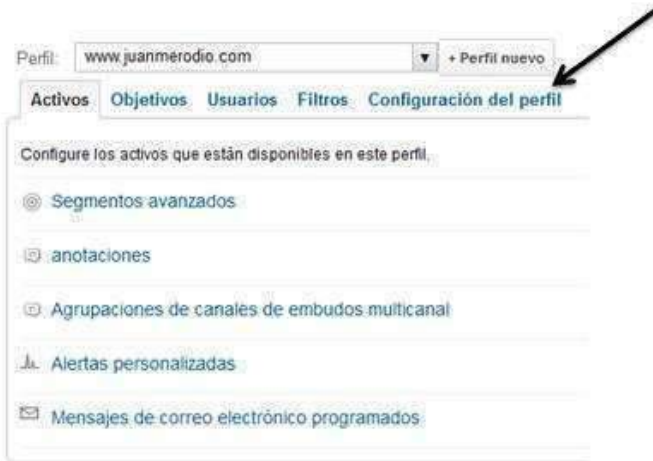 Perfil: www.juanmerodio.com + Perfil nuevo
Activos Objetivos Usuarios Filtros Configuración del perfil
Configure los activos que están disponibles en este perfil.
Segmentos avanzados
anotaciones
Agrupaciones de canales de embudos multicanal
Alertas personalizadas
Mensajes de correo electrónico programados